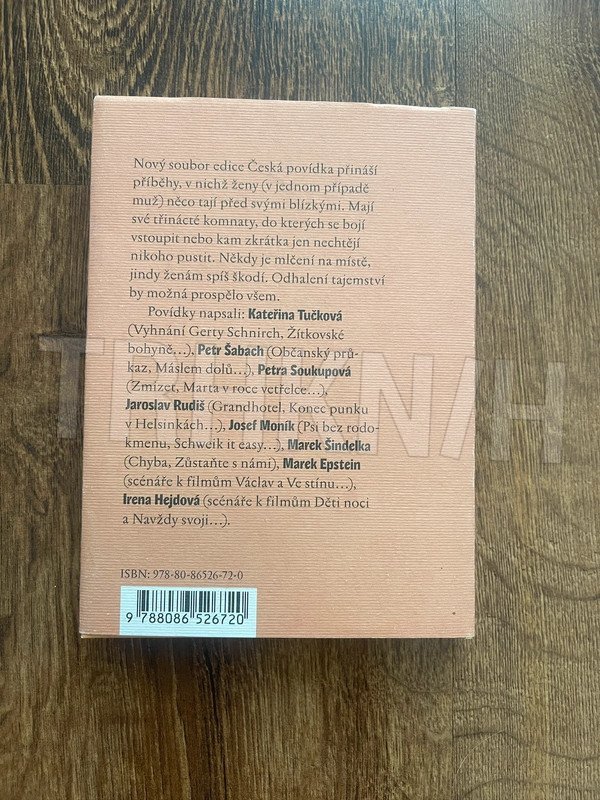 Nový soubor edice Česká povídka přináší
příběhy, v nichž ženy (v jednom případě
muž) něco tají před svými blízkými. Mají
své třinácté komnaty, do kterých se bojí
vstoupit nebo kam zkrátka jen nechtějí
nikoho pustit. Někdy je mlčení na místě,
jindy ženám spíš škodí. Odhalení tajemství
by možná prospělo všem.
Povídky napsali: Kateřina Tučková
(Vyhnání Gerty Schnirch, Žítkovské
bohyně…), Petr Šabach (Občanský prů-
kaz, Máslem dolů…), Petra Soukupová
(Zmizet, Marta v roce vetřelce…),
Jaroslav Rudiš (Grandhotel, Konec punku
v Helsinkách…), Josef Moník (Psi bez rodo-
kmenu, Schweik it easy…), Marek Šindelka
(Chyba, Zůstaňte s námi), Marek Epstein
(scénáře k filmům Václav a Ve stínu…),
Irena Hejdová (scénáře k filmům Děti noci
a Navždy svoji…).
ISBN: 978-80-86526-72-0
9 788086 526720